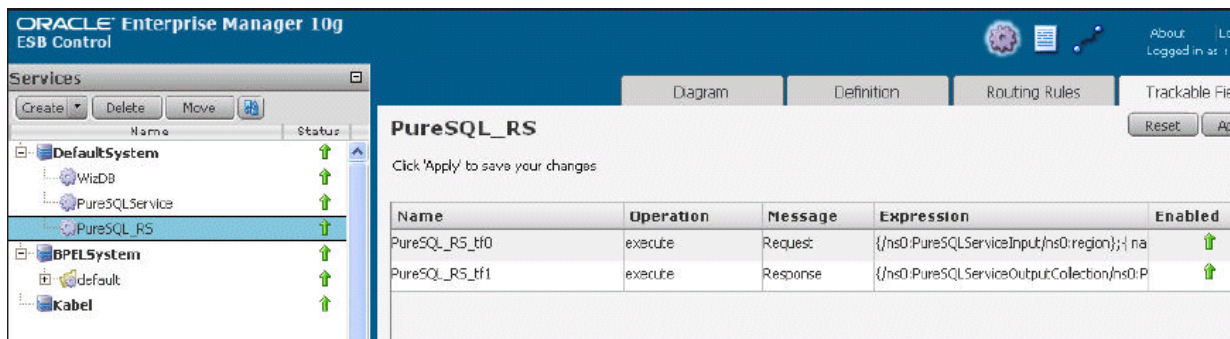 ORACLE Enterprise Manager 10g
ESB Control
About
Logged in as
Services
Create Delete Move
Name Status
DefaultSystem
WizDB
PureSQLService
PureSQL_RS
BPELSystem
default
Kabel
Diagram Definition Routing Rules Trackable Fie
PureSQL_RS
Reset
Click 'Apply' to save your changes
Name Operation Message Expression Enabled
PureSQL_RS_tf0 execute Request {/ns0:PureSQLServiceInput/ns0:region};{ na
PureSQL_RS_tf1 execute Response {/ns0:PureSQLServiceOutputCollection/ns0:P